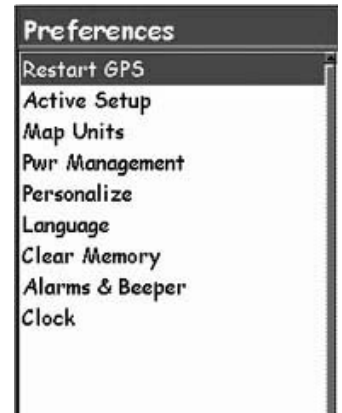 Preferences
Restart GPS
Active Setup
Map Units
Pwr Management
Personalize
Language
Clear Memory
Alarms & Beeper
Clock